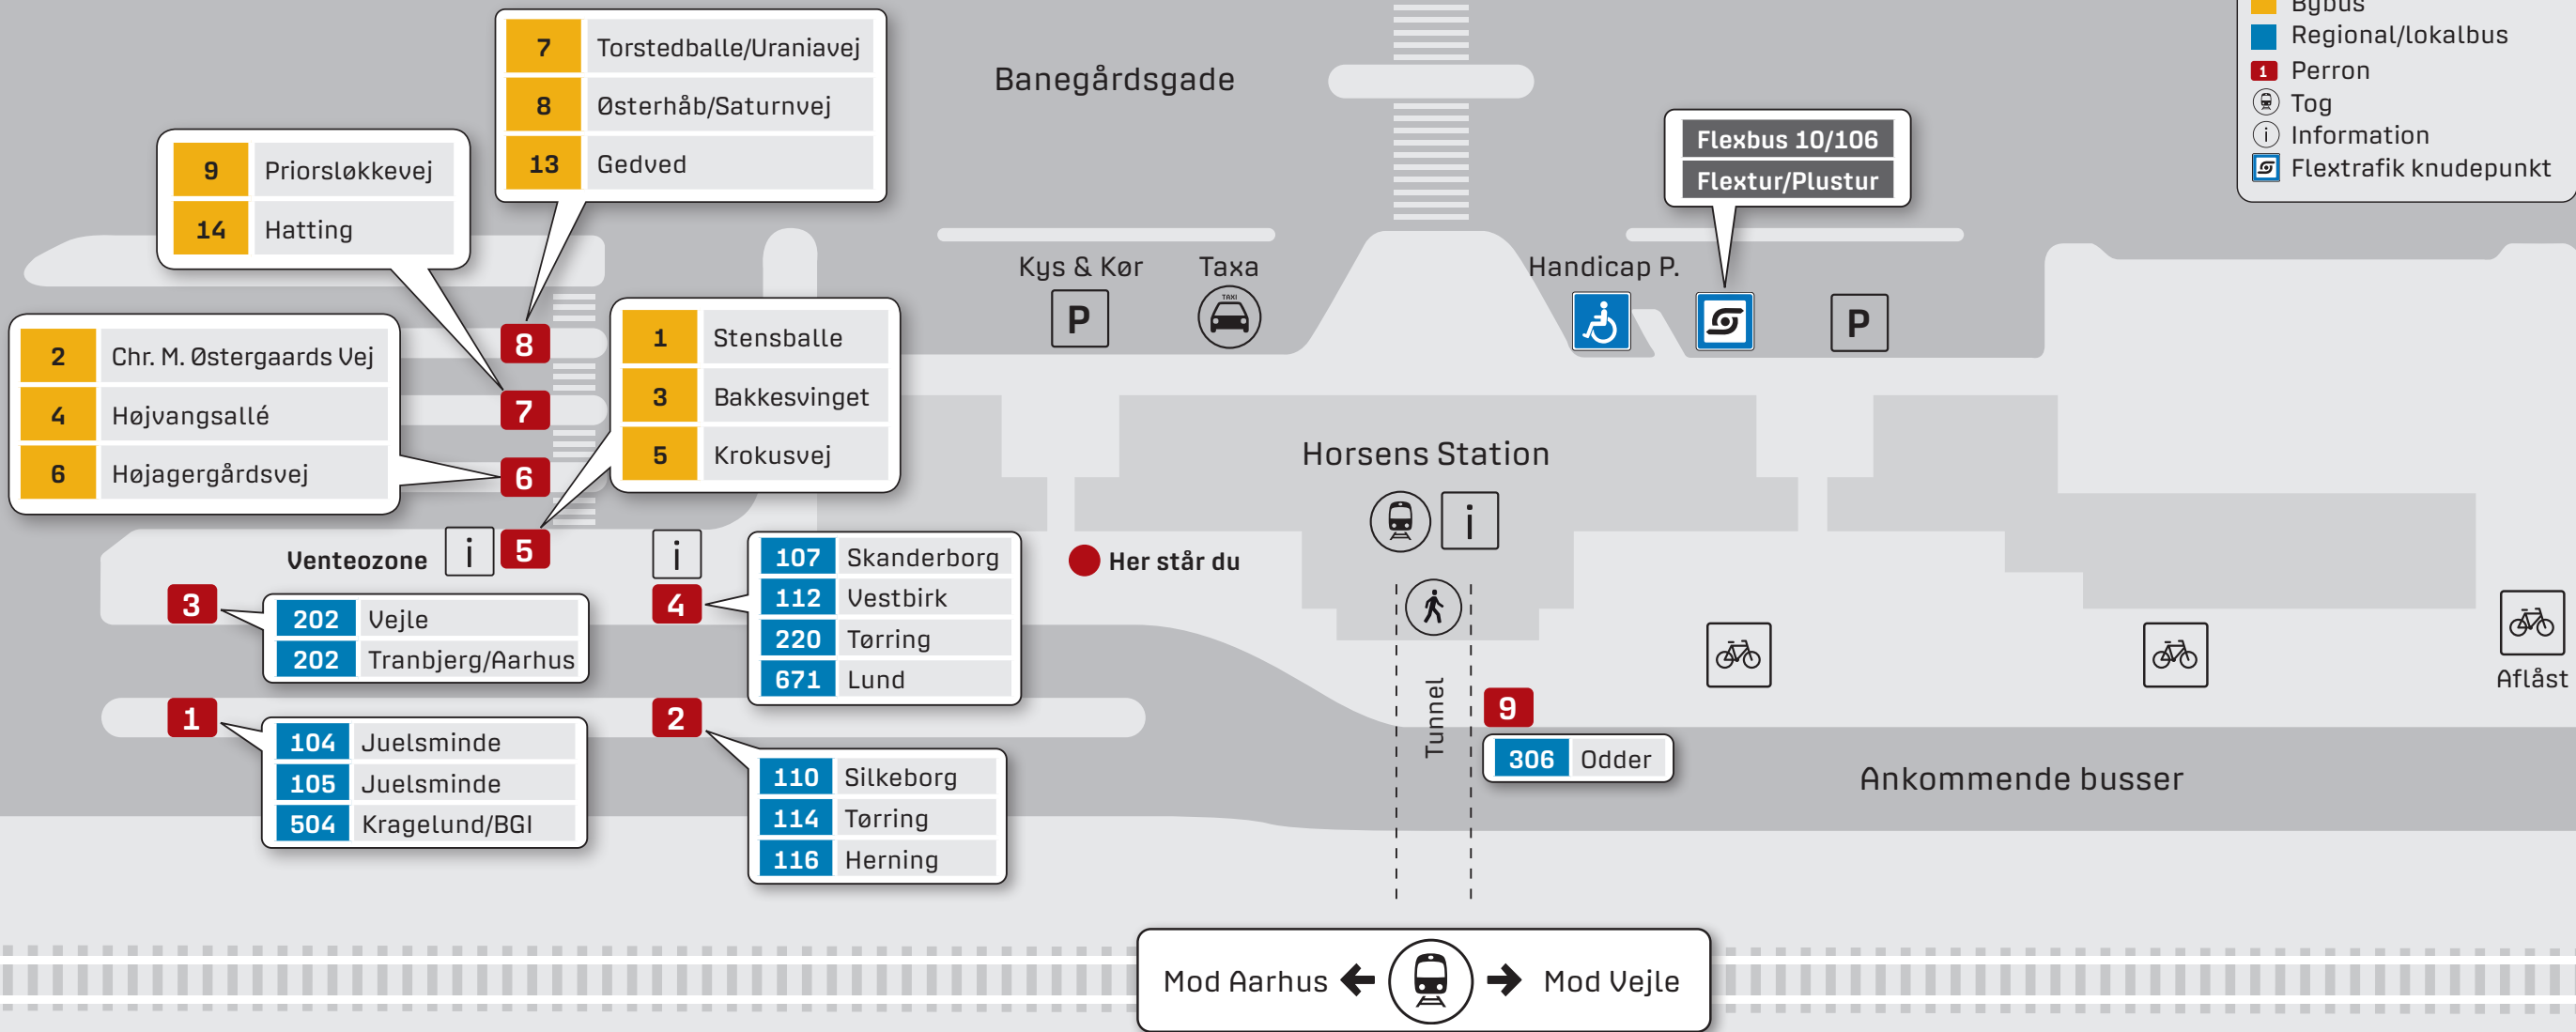 Bybus
Regional/lokalbus
1 Perron
Tog
i Information
Flextrafik knudepunkt
7 Torstedballe/Uraniavej
8 Østerhåb/Saturnvej
13 Gedved
Banegårdsgade
9 Priorsløkkevej
14 Hatting
Flexbus 10/106
Flextur/Plustur
Kys & Kør
P
Taxa
TAXI
Handicap P.
P
2 Chr. M. Østergaards Vej
4 Højvangsallé
6 Højagergårdsvej
8
7
6
1 Stensballe
3 Bakkesvinget
5 Krokusvej
Horsens Station
i
Venteozone
i
5
i
Her står du
3
202 Vejle
202 Tranbjerg/Aarhus
4
107 Skanderborg
112 Vestbirk
220 Tørring
671 Lund
1
104 Juelsminde
105 Juelsminde
504 Kragelund/BGI
2
110 Silkeborg
114 Tørring
116 Herning
Tunnel
9
306 Odder
Aflåst
Ankommende busser
Mod Aarhus
Mod Vejle